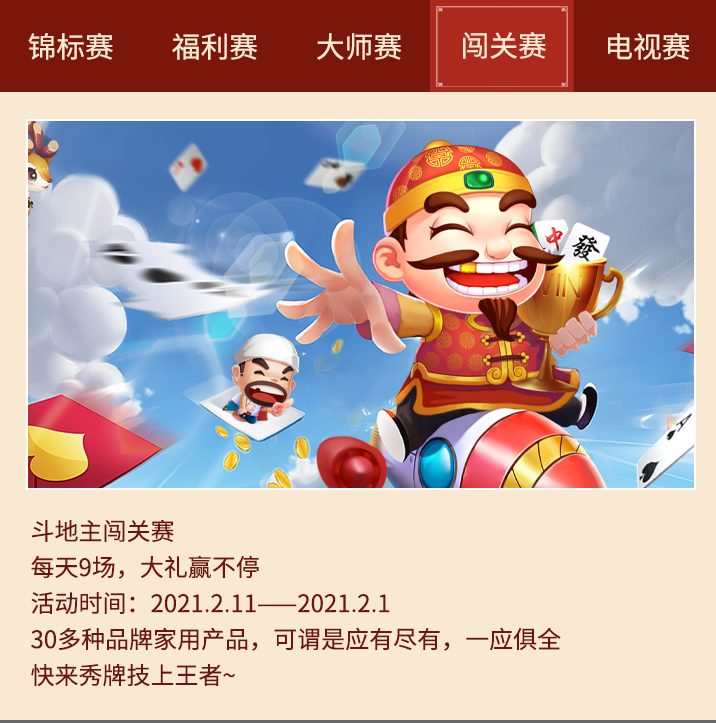 锦标赛 福利赛 大师赛 闯关赛 电视赛
中 發
WIN
A
斗地主闯关赛
每天9场，大礼赢不停
活动时间：2021.2.11——2021.2.1
30多种品牌家用产品，可谓是应有尽有，一应俱全
快来秀牌技上王者~